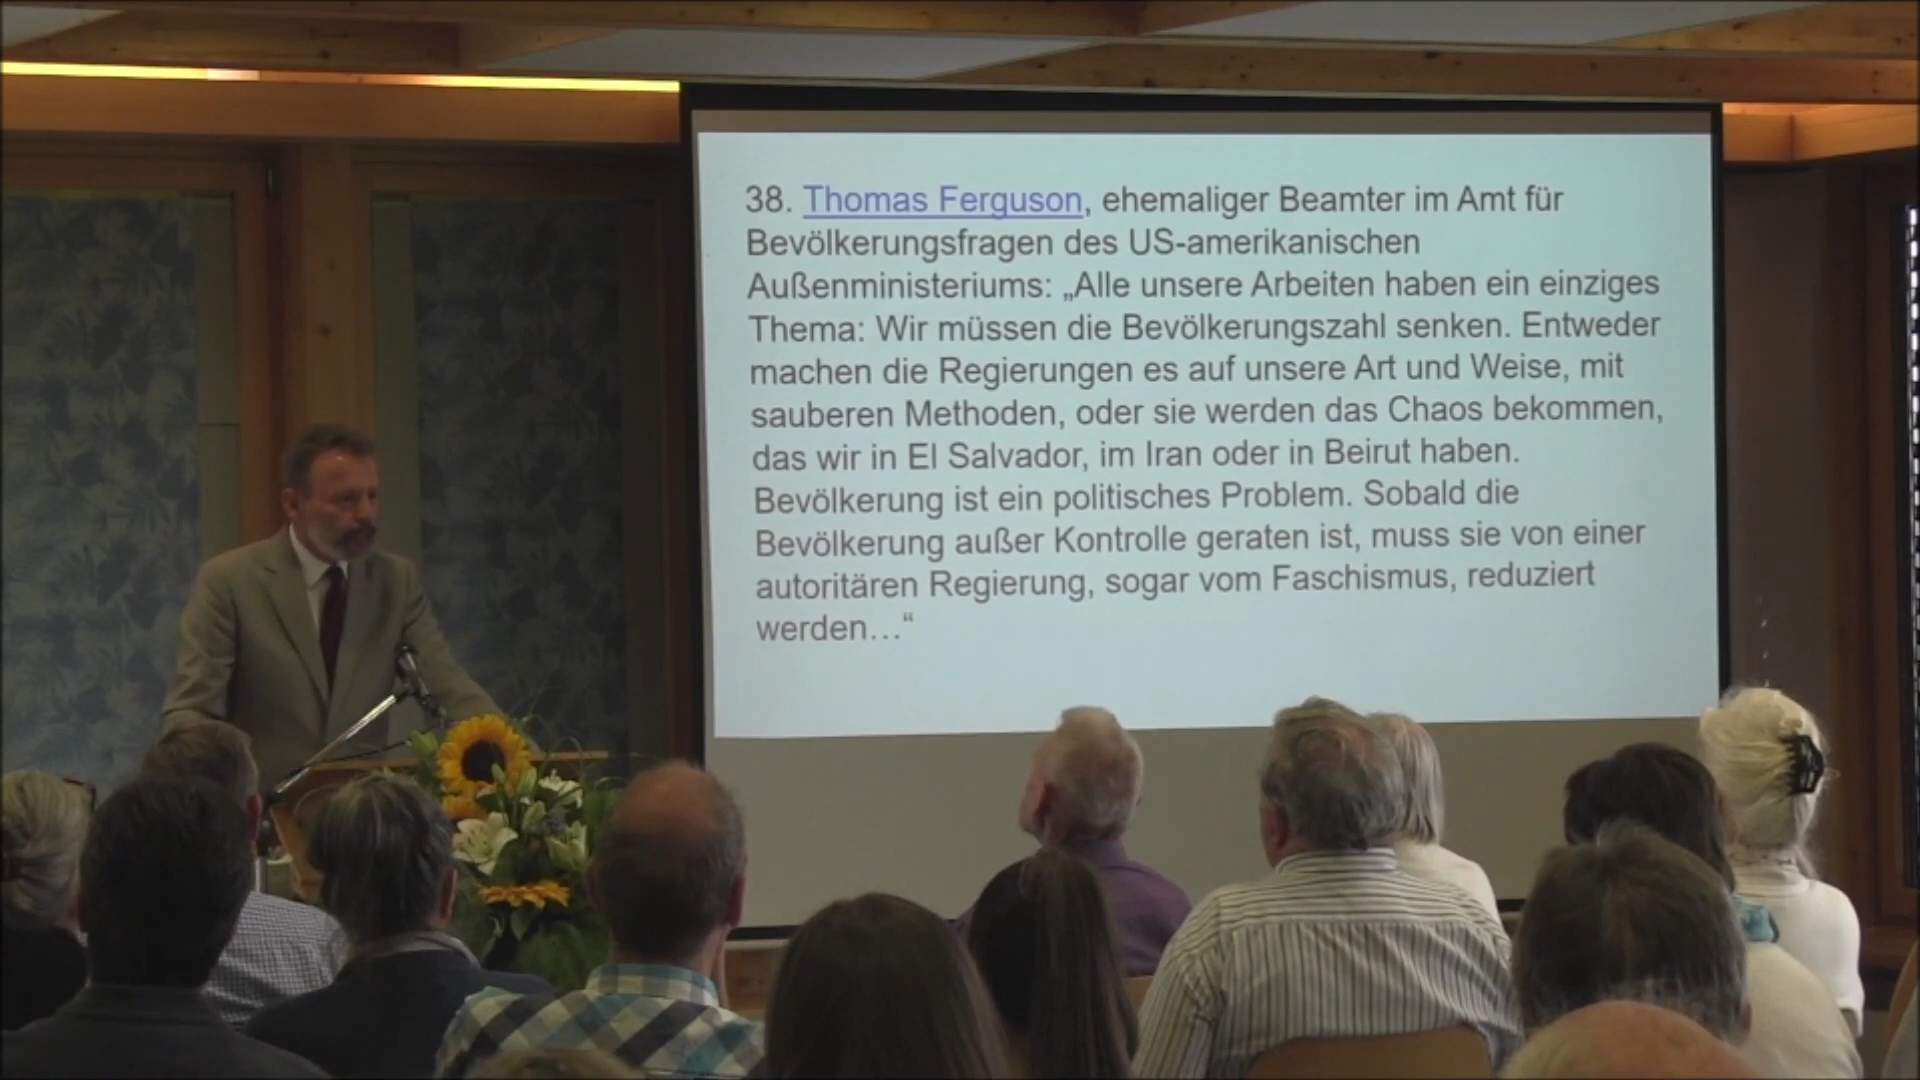 38. Thomas Ferguson, ehemaliger Beamter im Amt für
Bevölkerungsfragen des US-amerikanischen
Außenministeriums: „Alle unsere Arbeiten haben ein einziges
Thema: Wir müssen die Bevölkerungszahl senken. Entweder
machen die Regierungen es auf unsere Art und Weise, mit
sauberen Methoden, oder sie werden das Chaos bekommen,
das wir in El Salvador, im Iran oder in Beirut haben.
Bevölkerung ist ein politisches Problem. Sobald die
Bevölkerung außer Kontrolle geraten ist, muss sie von einer
autoritären Regierung, sogar vom Faschismus, reduziert
werden…“